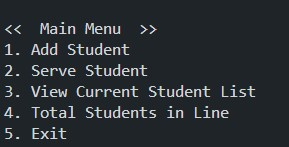 <<  Main Menu  >>
1. Add Student
2. Serve Student
3. View Current Student List
4. Total Students in Line
5. Exit